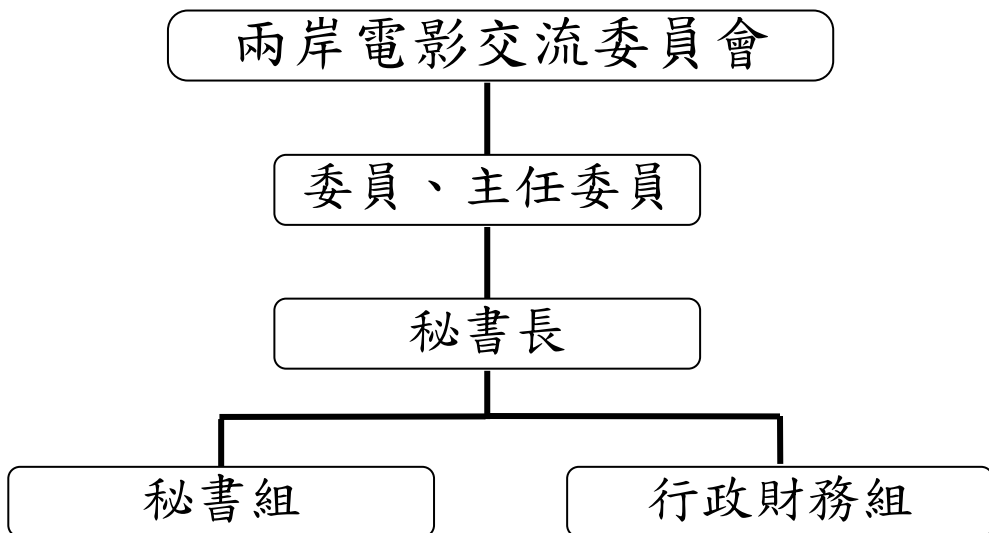 兩岸電影交流委員會
委員、主任委員
秘書長
秘書組
行政財務組